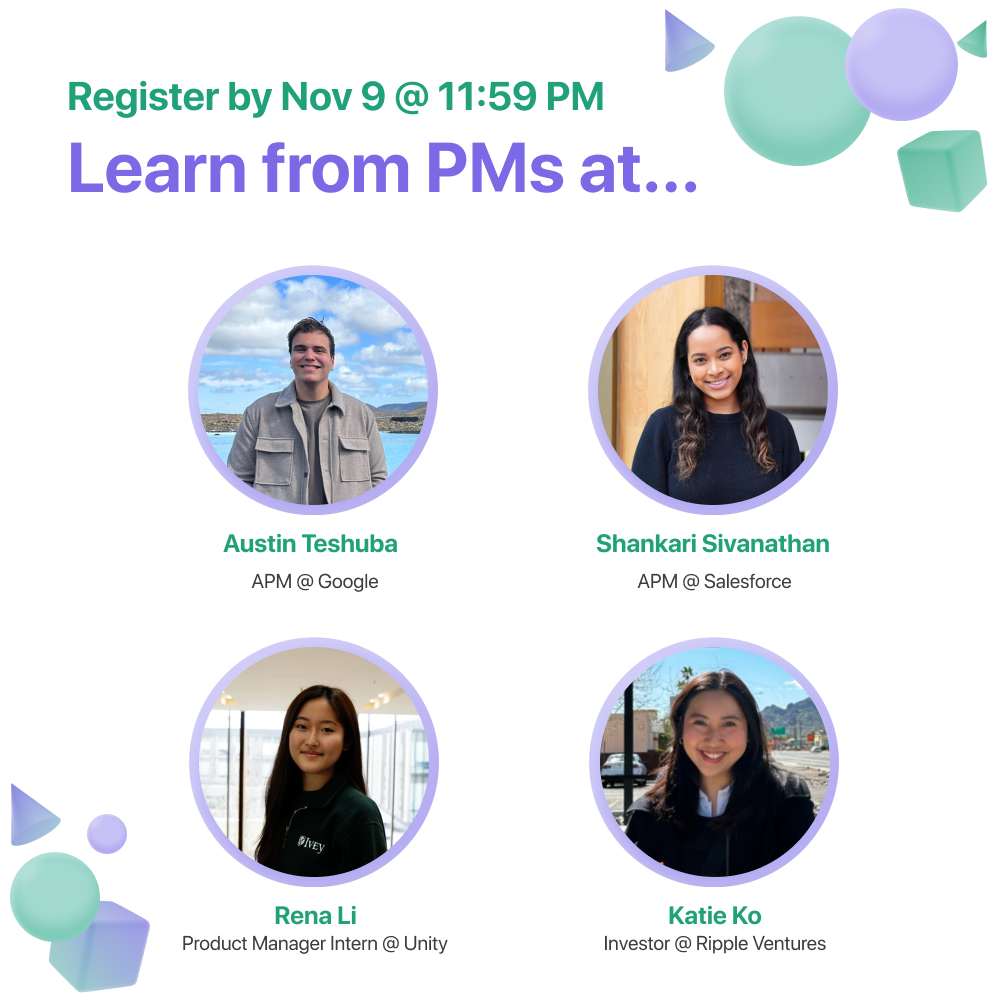 Register by Nov 9 @ 11:59 PM
Learn from PMs at...
Austin Teshuba
APM @ Google
Shankari Sivanathan
APM @ Salesforce
IVEY
Rena Li
Product Manager Intern @ Unity
Katie Ko
Investor @ Ripple Ventures